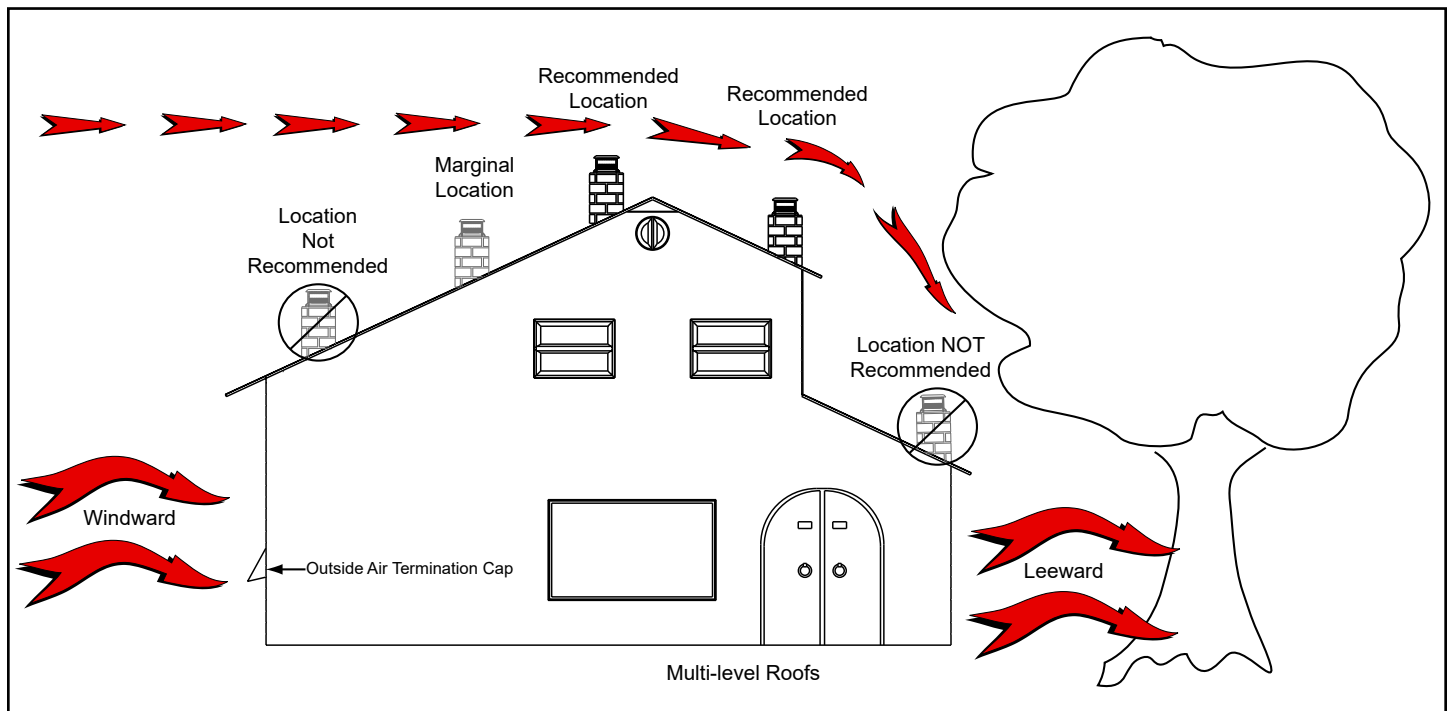 Recommended
Location
Recommended
Location
Marginal
Location
Location
Not
Recommended
Location NOT
Recommended
Windward
Outside Air Termination Cap
Leeward
Multi-level Roofs